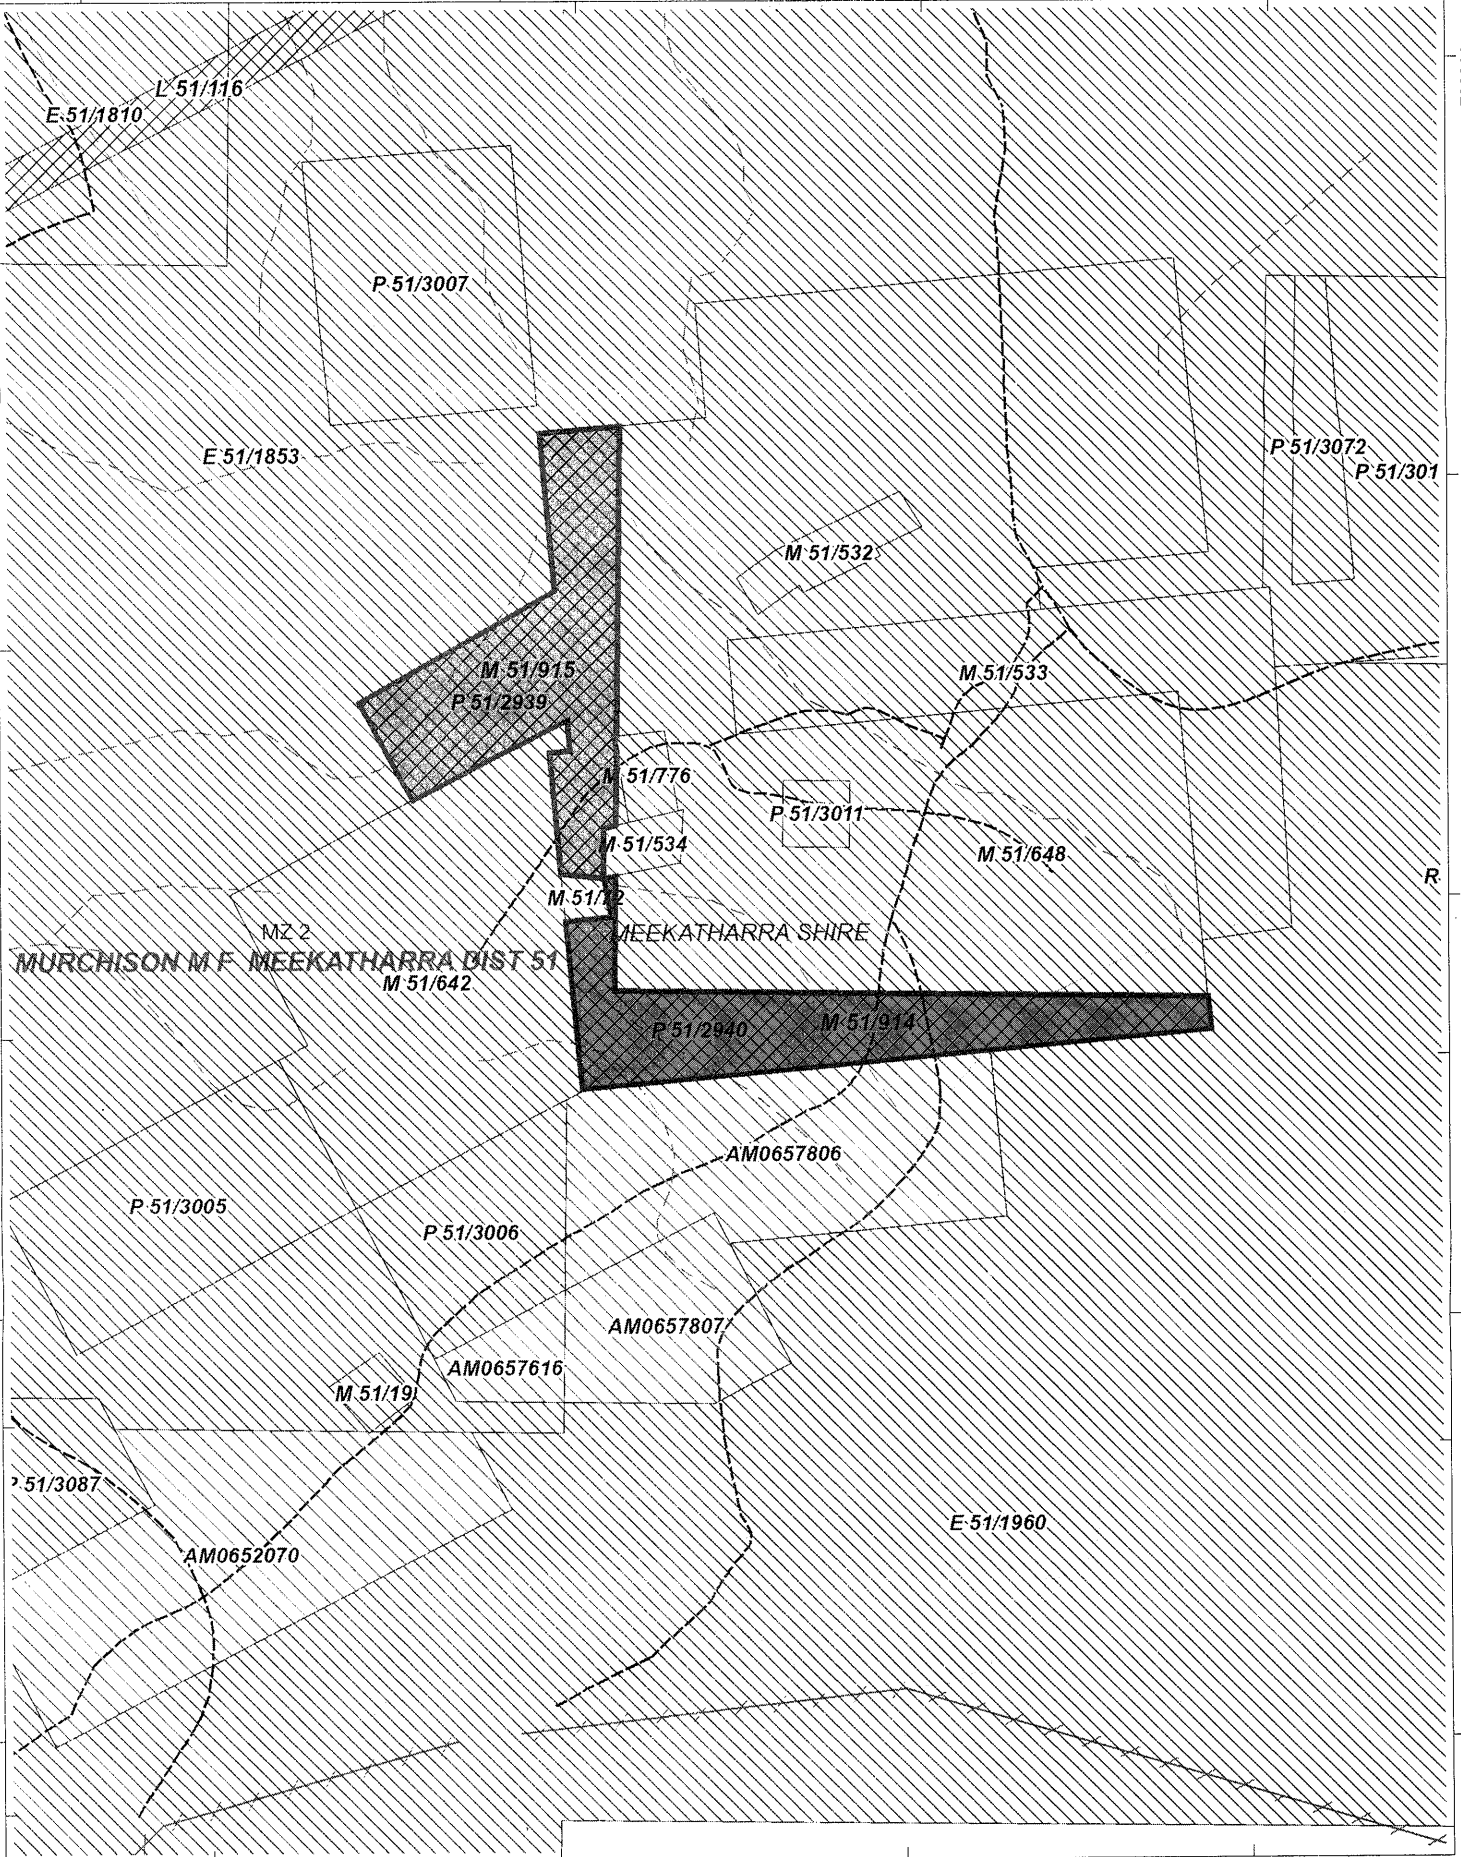 L 51/116
E 51/1810
P 51/3007
E 51/1853
P 51/3072
P 51/301
M 51/532
M 51/915
M 51/533
P 51/2939
M 51/776
P 51/3011
M 51/534
M 51/648
R
M 51/72
MZ 2
MEEKATHARRA SHIRE
MURCHISON M F MEEKATHARRA DIST 51
M 51/642
P 51/2940
M 51/914
AM0657806
P 51/3005
P 51/3006
AM0657807
AM0657616
M 51/19
51/3087
E 51/1960
AM0652070